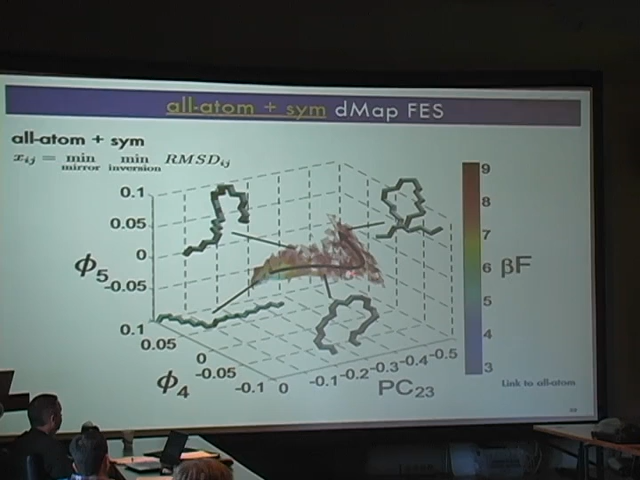 all-atom + sym dMap FES
all-atom + sym
x_ij = min min RMSD_ij
mirror inversion
0.1
0.05
0
-0.05
0.1
ϕ5
0.05
0
-0.05
-0.1
ϕ4
0
-0.1
-0.2
-0.3
-0.4
-0.5
PC23
9
8
7
6
5
4
3
βF
Link to all-atom